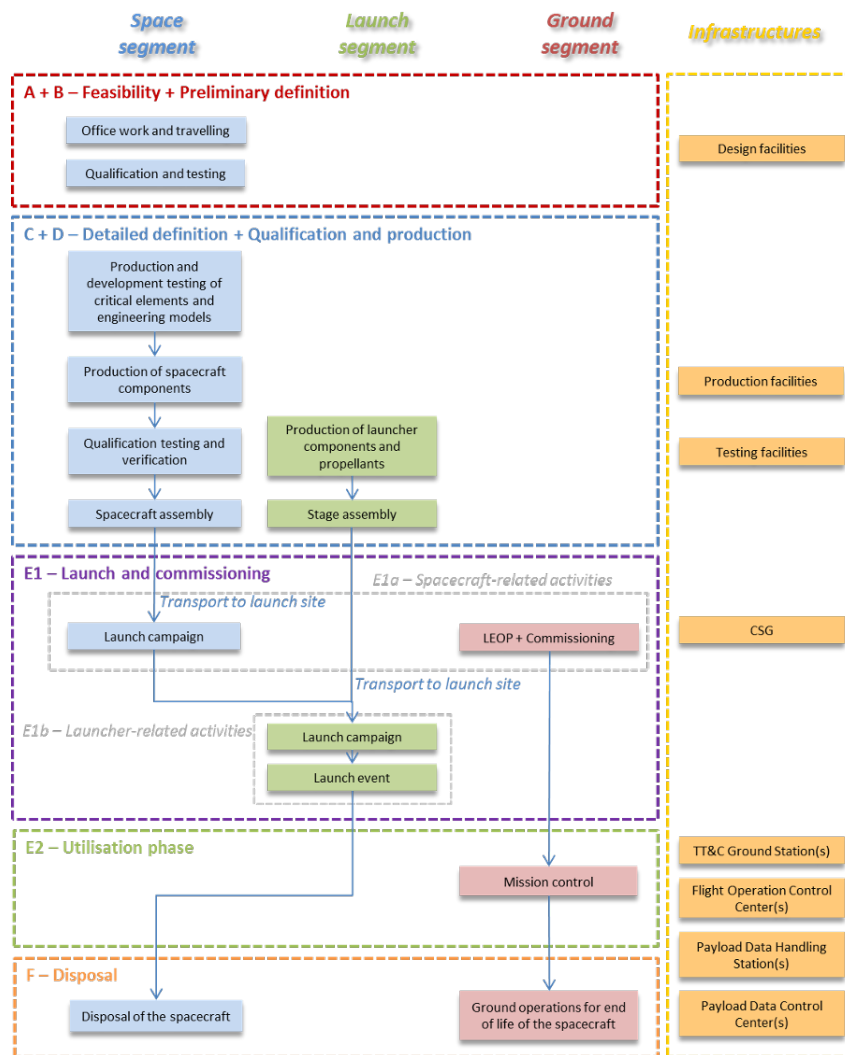 Space
segment
Launch
segment
Ground
segment
Infrastructures
A + B – Feasibility + Preliminary definition
Office work and travelling
Qualification and testing
Design facilities
C + D – Detailed definition + Qualification and production
Production and
development testing of
critical elements and
engineering models
Production of spacecraft
components
Production facilities
Qualification testing and
verification
Production of launcher
components and
propellants
Testing facilities
Spacecraft assembly
Stage assembly
E1 – Launch and commissioning
E1a – Spacecraft-related activities
Transport to launch site
Launch campaign
LEOP + Commissioning
CSG
Transport to launch site
E1b – Launcher-related activities
Launch campaign
Launch event
E2 – Utilisation phase
TT&C Ground Station(s)
Mission control
Flight Operation Control
Center(s)
Payload Data Handling
Station(s)
F – Disposal
Disposal of the spacecraft
Ground operations for end
of life of the spacecraft
Payload Data Control
Center(s)